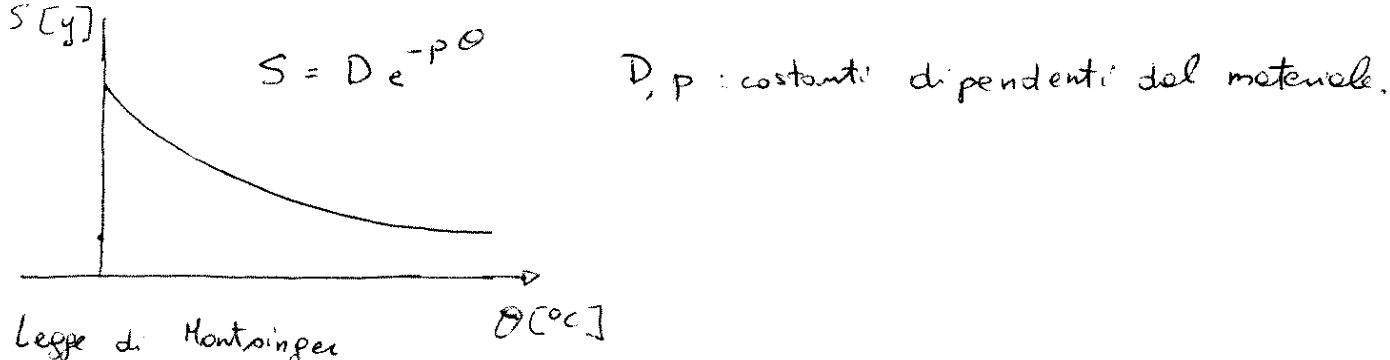 S [y]
S = D e^{-pθ}
D, p : costanti dipendenti dal materiale.
θ [°C]
Legge di Montsinger